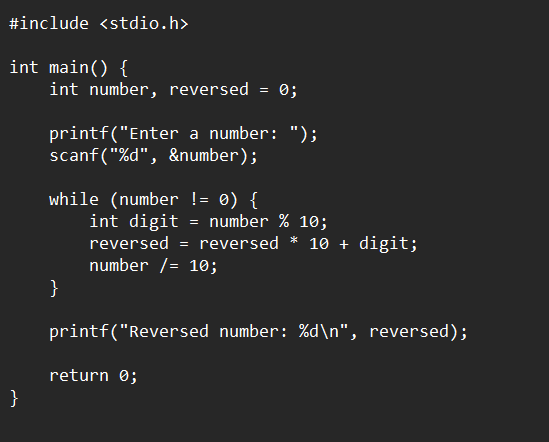 #include <stdio.h>

int main() {
    int number, reversed = 0;

    printf("Enter a number: ");
    scanf("%d", &number);

    while (number != 0) {
        int digit = number % 10;
        reversed = reversed * 10 + digit;
        number /= 10;
    }

    printf("Reversed number: %d\n", reversed);

    return 0;
}